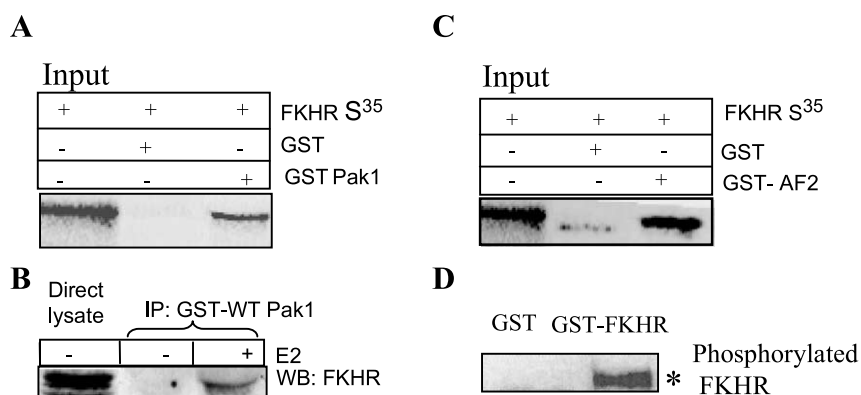 A
Input
+ + + FKHR S³⁵
- + - GST
- - + GST Pak1
B
Direct
lysate
IP: GST-WT Pak1
- - + E2
WB: FKHR
C
Input
+ + + FKHR S³⁵
- + - GST
- - + GST- AF2
D
GST GST-FKHR
* Phosphorylated
FKHR